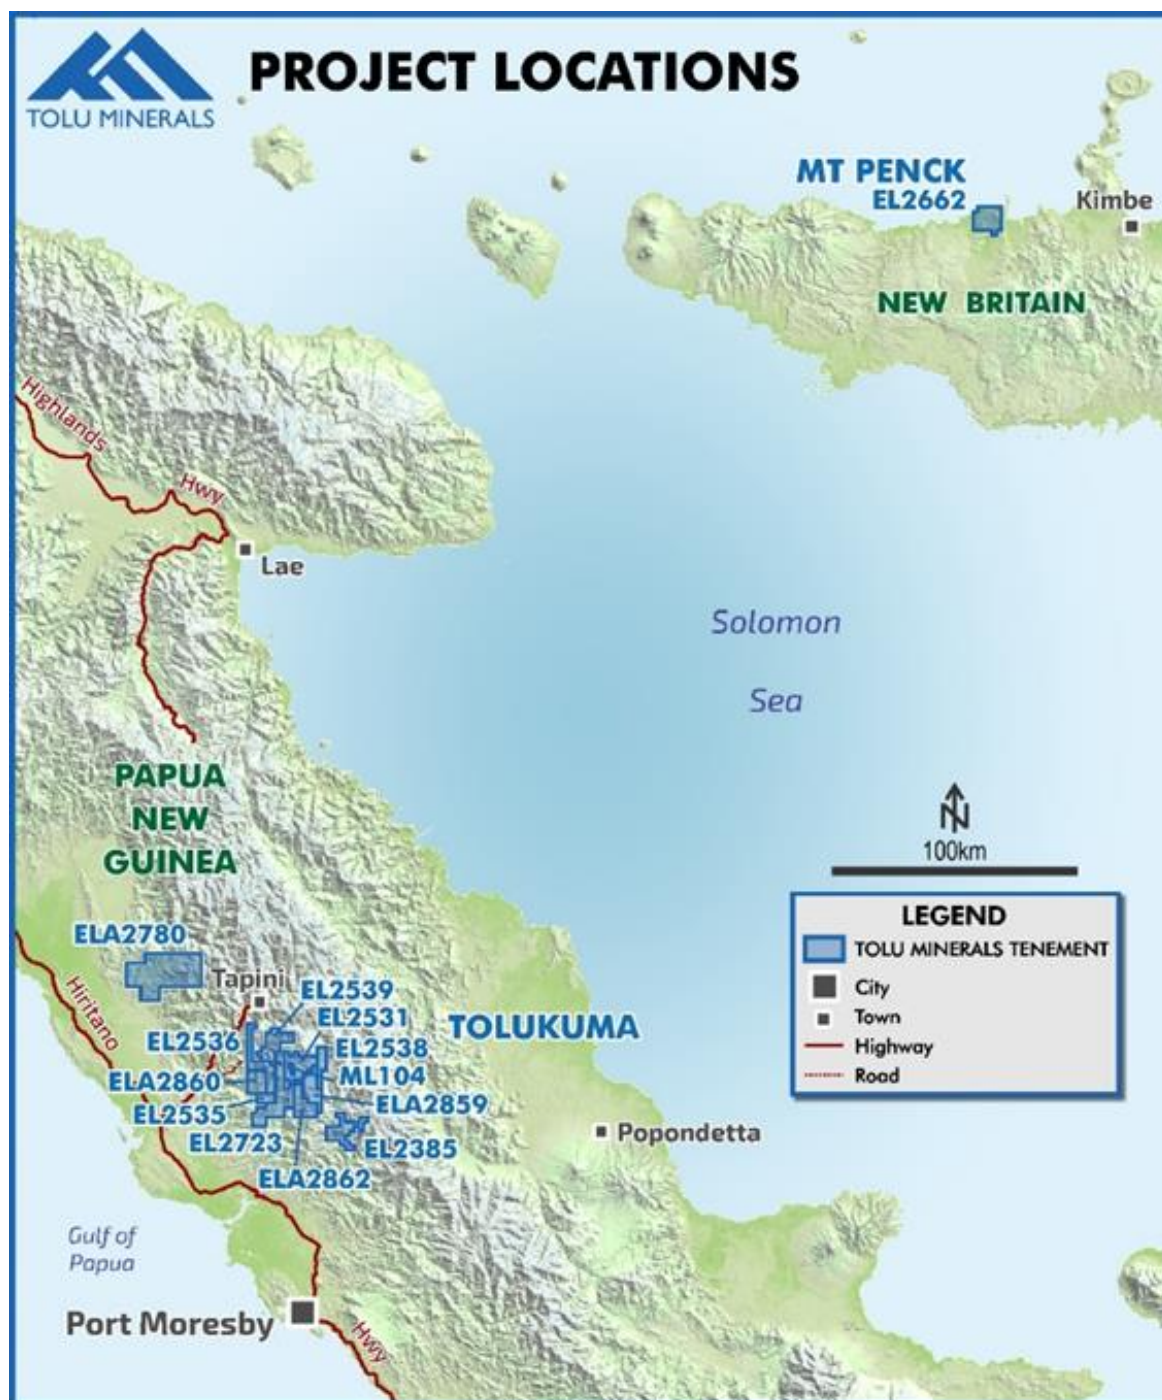 TOLU MINERALS
PROJECT LOCATIONS
MT PENCK
EL2662
Kimbe
NEW BRITAIN
Highlands
Hwy
Lae
Solomon
Sea
PAPUA
NEW
GUINEA
N
100km
LEGEND
TOLU MINERALS TENEMENT
City
Town
Highway
Road
ELA2780
Tapini
Hiritano
EL2539
EL2531
TOLUKUMA
EL2536
EL2538
ELA2860
ML104
ELA2859
EL2535
EL2723
EL2385
ELA2862
Popondetta
Gulf of
Papua
Port Moresby
Hwy